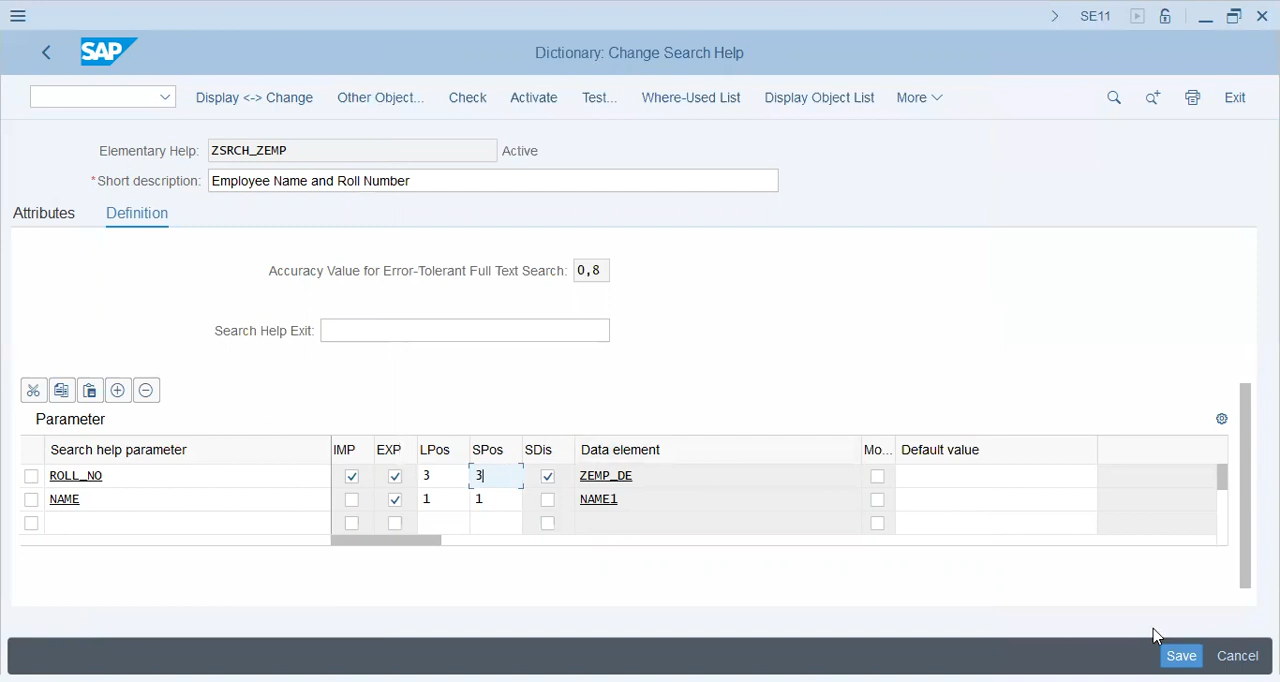 SE11
SAP
Dictionary: Change Search Help
Display <-> Change Other Object... Check Activate Test... Where-Used List Display Object List More Exit
Elementary Help: ZSRCH_ZEMP Active
*Short description: Employee Name and Roll Number
Attributes Definition
Accuracy Value for Error-Tolerant Full Text Search: 0,8
Search Help Exit:
Parameter
Search help parameter IMP EXP LPos SPos SDis Data element Mo... Default value
ROLL_NO 3 3 ZEMP_DE
NAME 1 1 NAME1
Save Cancel